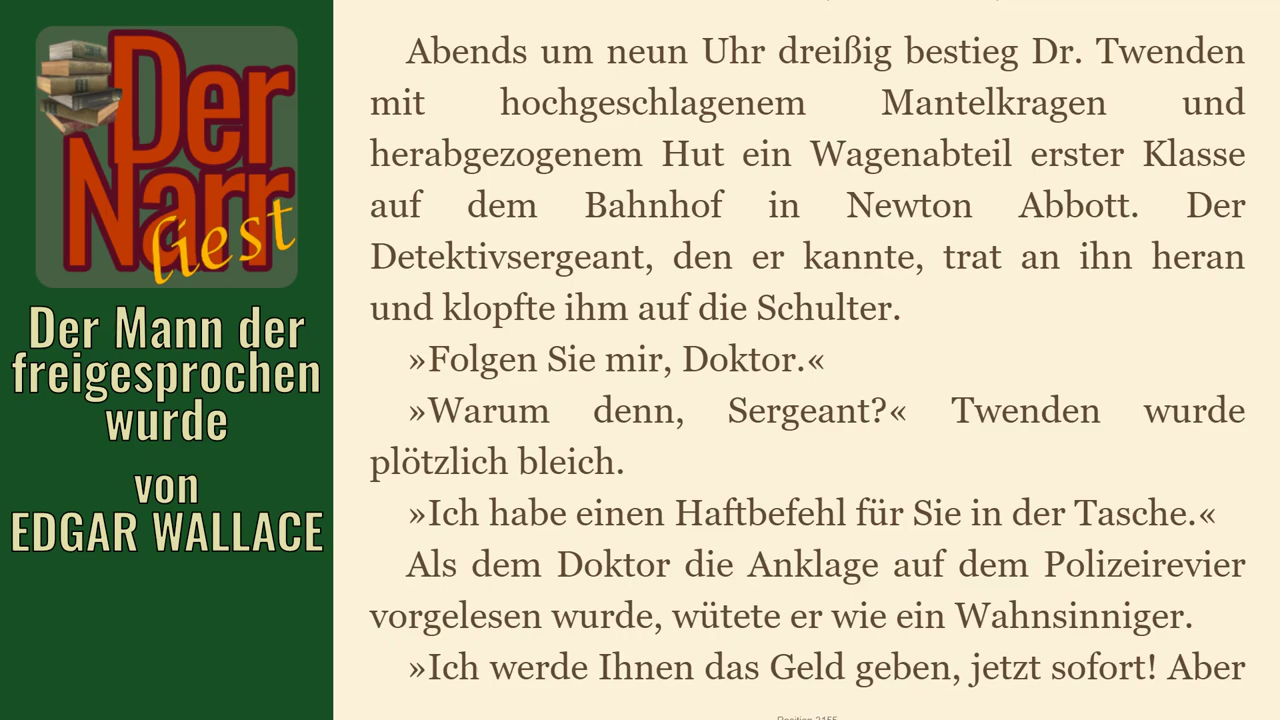 Der
Narr
liest
Der Mann der
freigesprochen
wurde
von
EDGAR WALLACE
Abends um neun Uhr dreißig bestieg Dr. Twenden
mit hochgeschlagenem Mantelkragen und
herabgezogenem Hut ein Wagenabteil erster Klasse
auf dem Bahnhof in Newton Abbott. Der
Detektivsergeant, den er kannte, trat an ihn heran
und klopfte ihm auf die Schulter.
»Folgen Sie mir, Doktor.«
»Warum denn, Sergeant?« Twenden wurde
plötzlich bleich.
»Ich habe einen Haftbefehl für Sie in der Tasche.«
Als dem Doktor die Anklage auf dem Polizeirevier
vorgelesen wurde, wütete er wie ein Wahnsinniger.
»Ich werde Ihnen das Geld geben, jetzt sofort! Aber